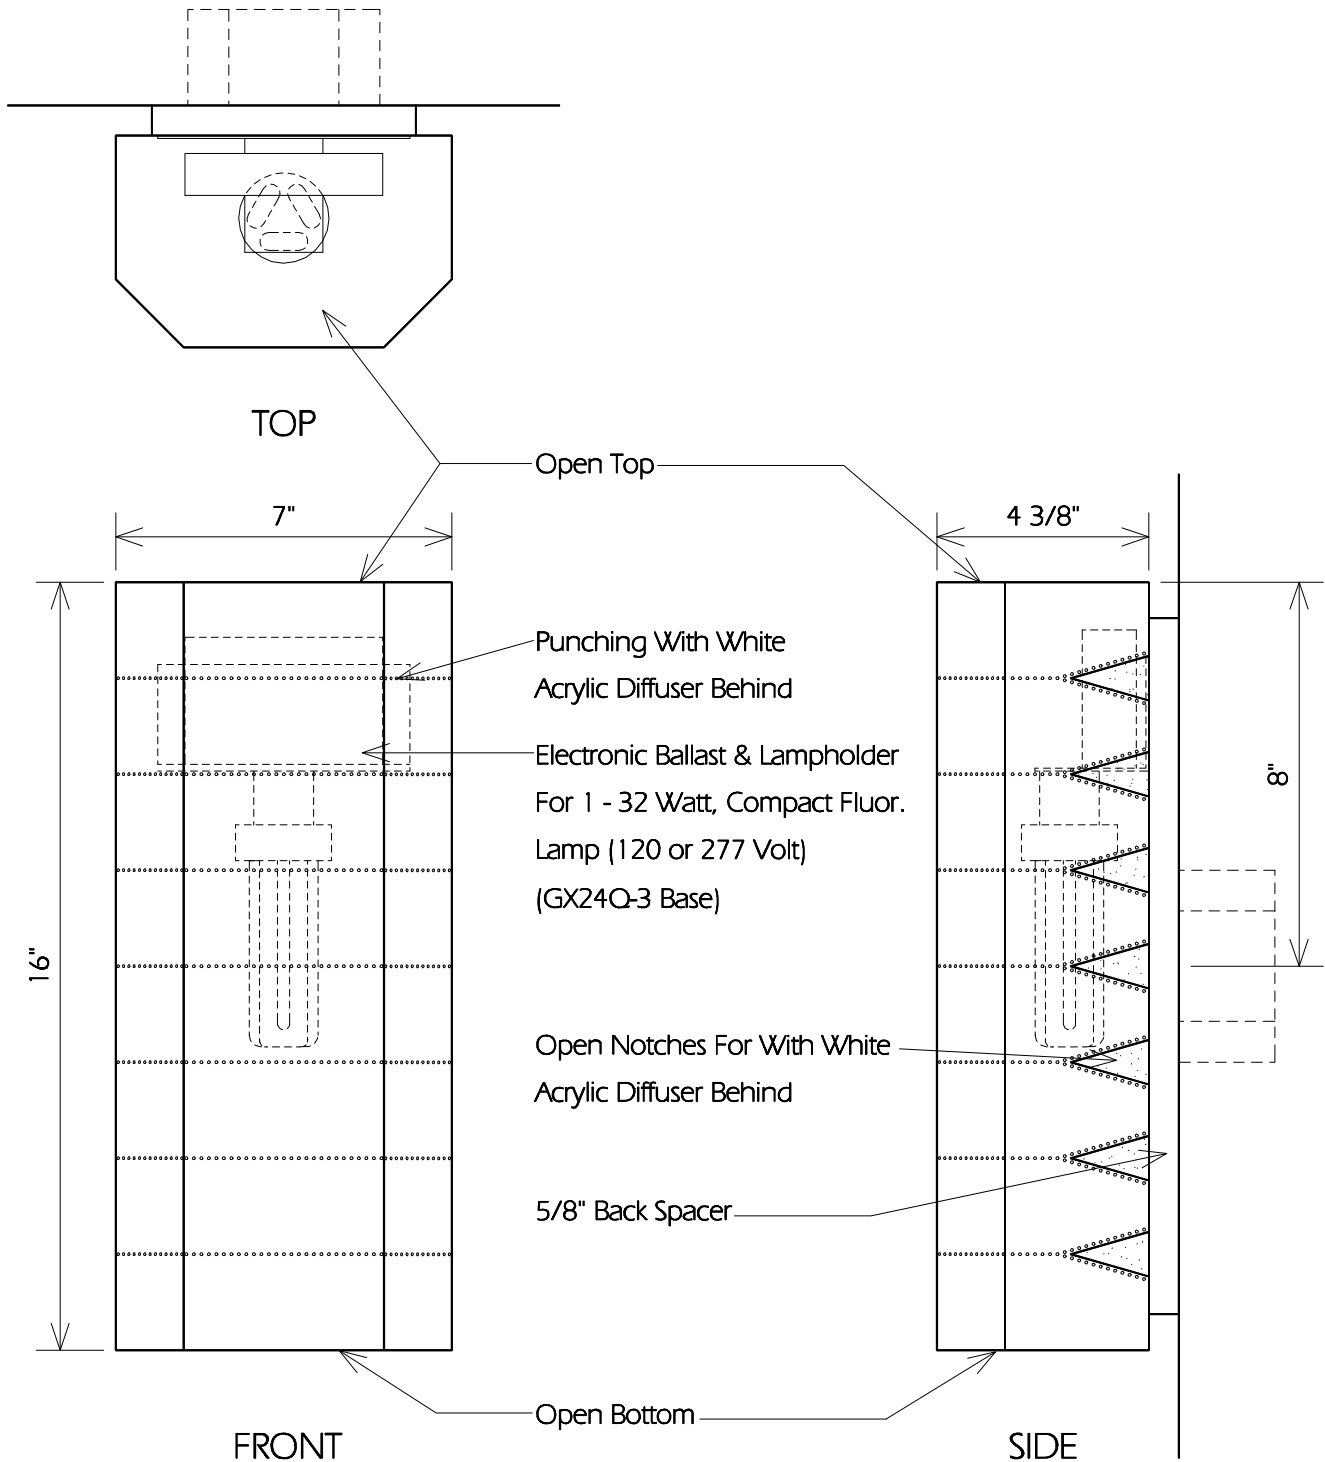 TOP
Open Top
7"
4 3/8"
Punching With White
Acrylic Diffuser Behind
Electronic Ballast & Lampholder
For 1 - 32 Watt, Compact Fluor.
Lamp (120 or 277 Volt)
(GX24Q-3 Base)
8"
16"
Open Notches For With White
Acrylic Diffuser Behind
5/8" Back Spacer
Open Bottom
FRONT
SIDE